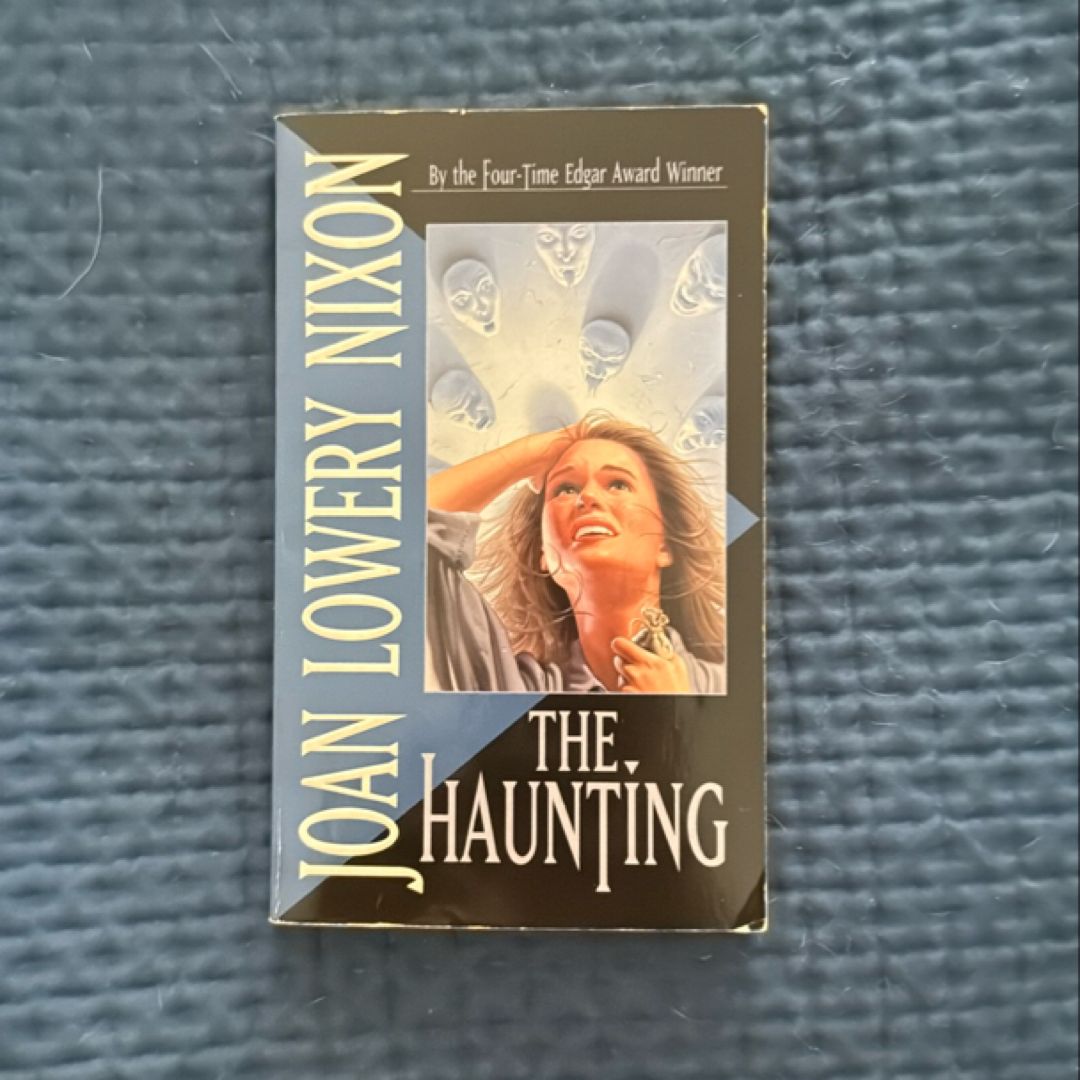 JOAN LOWERY NIXON
By the Four-Time Edgar Award Winner
THE
HAUNTING